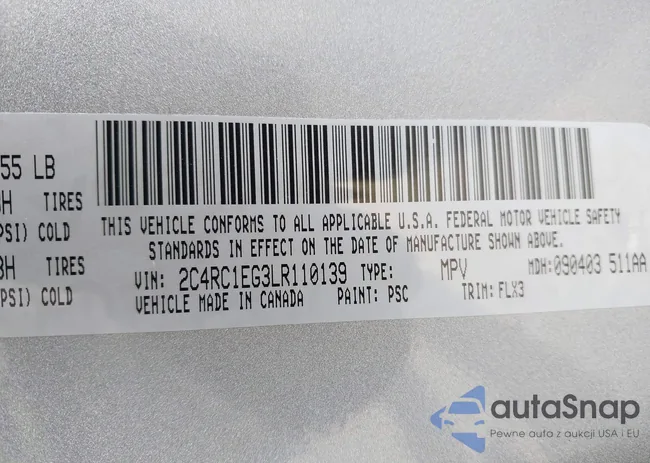 55 LB
H TIRES
PSI) COLD
3H TIRES
PSI) COLD
THIS VEHICLE CONFORMS TO ALL APPLICABLE U.S.A. FEDERAL MOTOR VEHICLE SAFETY
STANDARDS IN EFFECT ON THE DATE OF MANUFACTURE SHOWN ABOVE.
VIN: 2C4RC1EG3LR110139 TYPE: MPV MDH: 090403 511AA
VEHICLE MADE IN CANADA PAINT: PSC TRIM: FLX3
autaSnap
Pewne auta z aukcji USA i EU